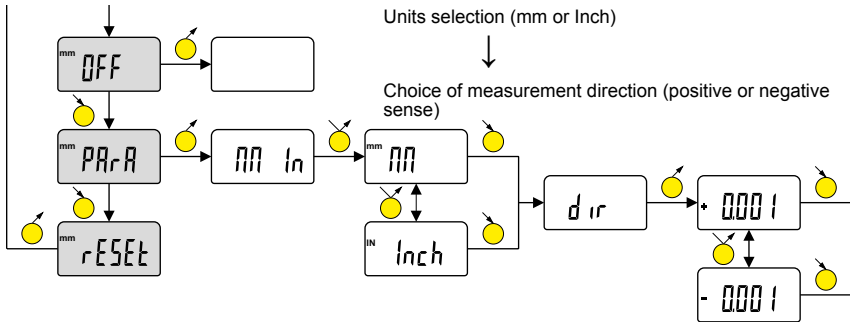 Units selection (mm or Inch)
Choice of measurement direction (positive or negative
sense)
mm OFF
mm PArA
MM In
mm MM
mm rESEt
IN Inch
dir
+ 0.001
- 0.001